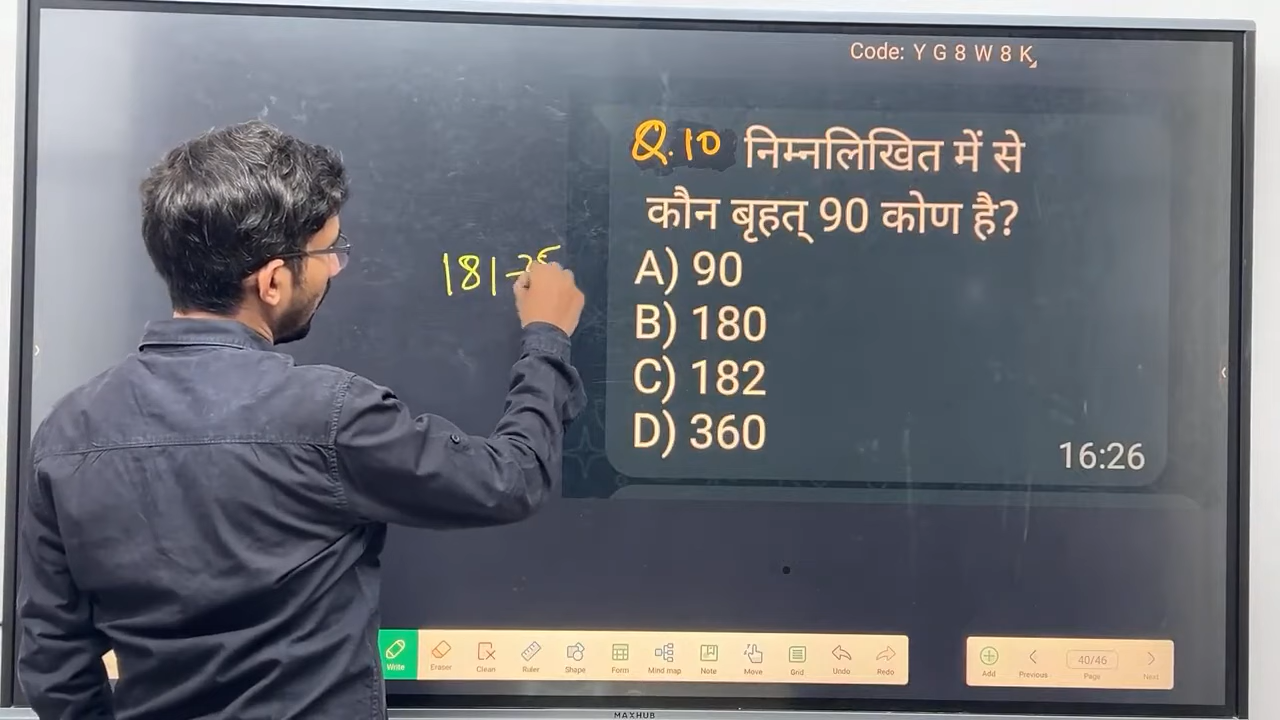 Code: Y G 8 W 8 K
Q.10 निम्नलिखित में से
कौन बृहत् 90 कोण है?
181
A) 90
B) 180
C) 182
D) 360
16:26
Write
Eraser
Clean
Ruler
Shape
Form
Mind map
Note
Move
Grid
Undo
Redo
Add
Previous
40/46
Page
Next
MAXHUB